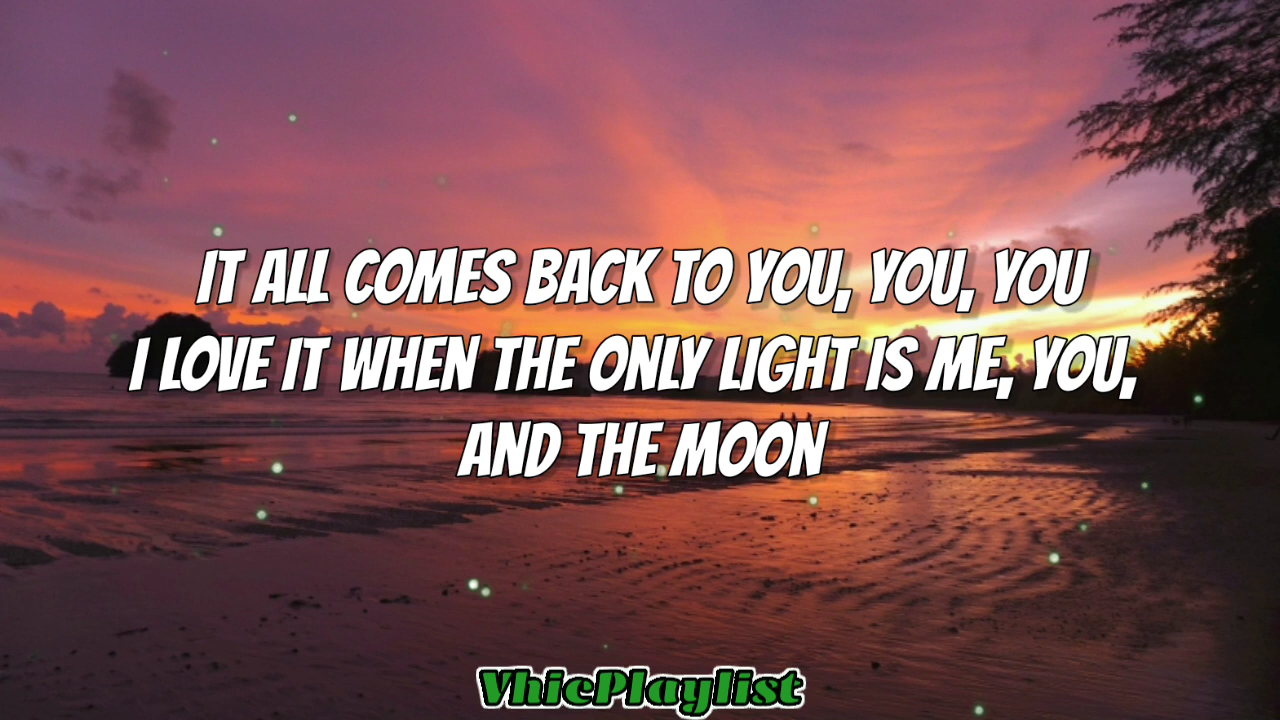 IT ALL COMES BACK TO YOU, YOU, YOU
I LOVE IT WHEN THE ONLY LIGHT IS ME, YOU,
AND THE MOON
VhicPlaylist